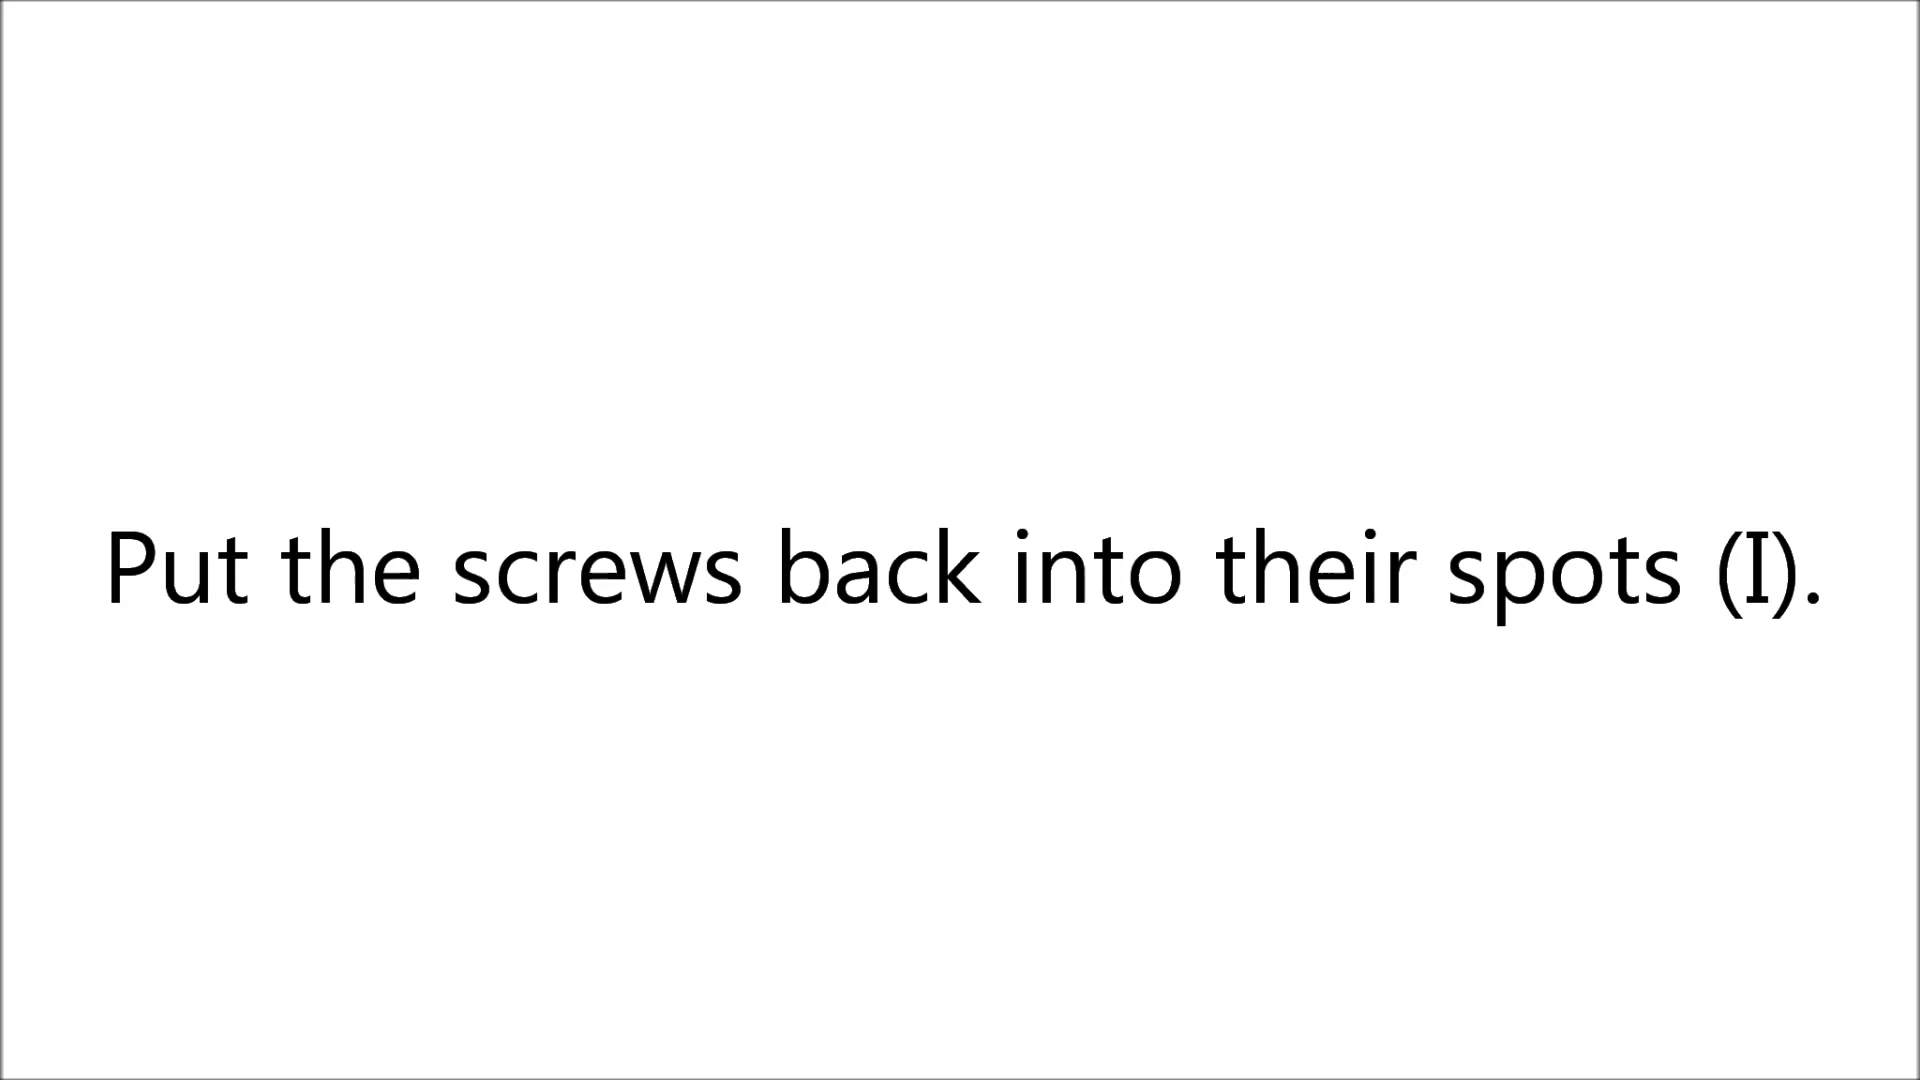 Put the screws back into their spots (I).